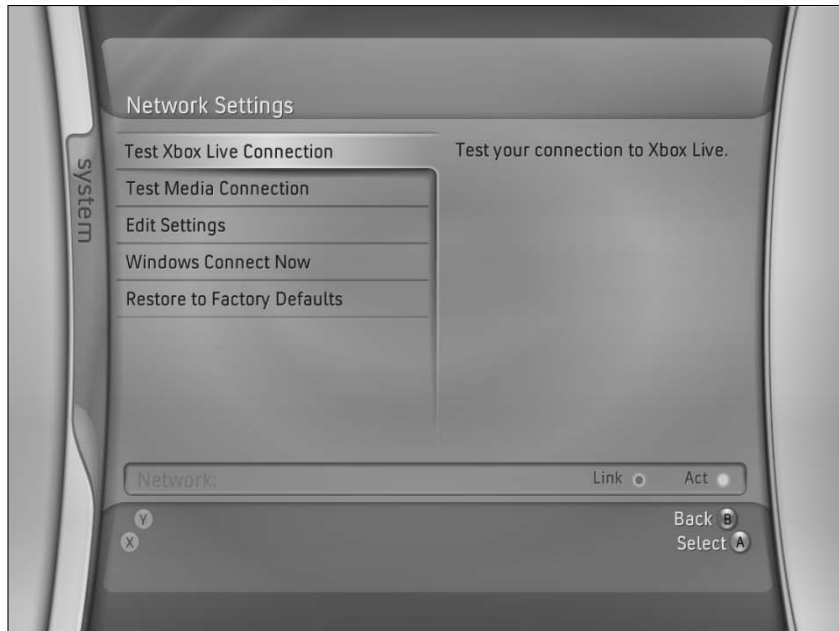 Network Settings
system
Test Xbox Live Connection
Test your connection to Xbox Live.
Test Media Connection
Edit Settings
Windows Connect Now
Restore to Factory Defaults
Network:
Link
Act
Y
Back B
X
Select A